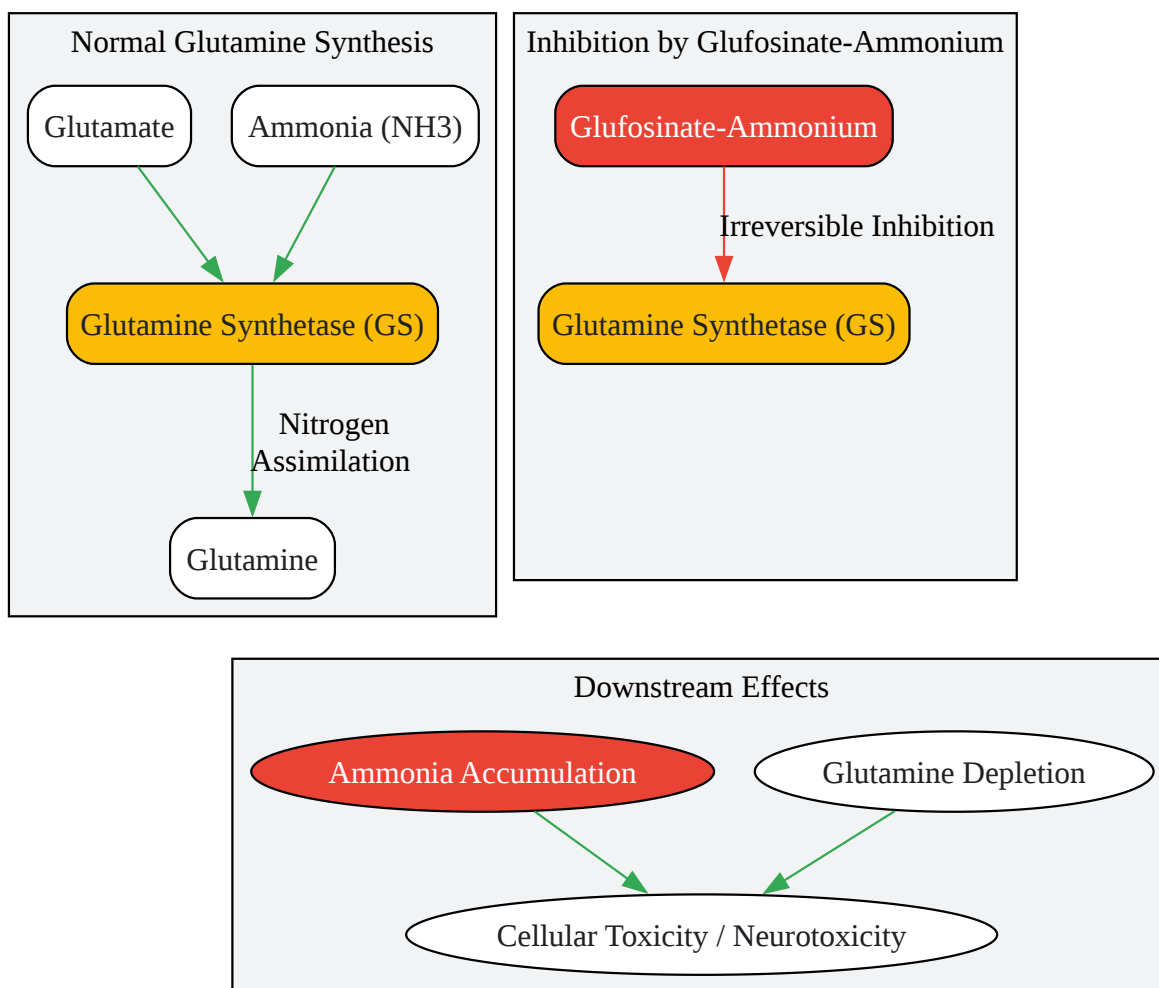 Normal Glutamine Synthesis
Glutamate
Ammonia (NH3)
Glutamine Synthetase (GS)
Nitrogen
Assimilation
Glutamine
Inhibition by Glufosinate-Ammonium
Glufosinate-Ammonium
Irreversible Inhibition
Glutamine Synthetase (GS)
Downstream Effects
Ammonia Accumulation
Glutamine Depletion
Cellular Toxicity / Neurotoxicity